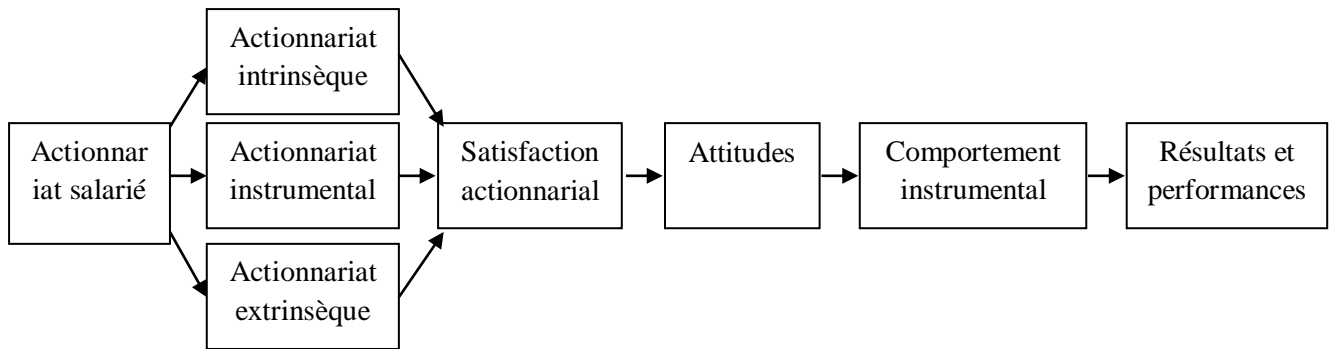 Actionnar
iat salarié
Actionnariat
intrinsèque
Actionnariat
instrumental
Actionnariat
extrinsèque
Satisfaction
actionnarial
Attitudes
Comportement
instrumental
Résultats et
performances